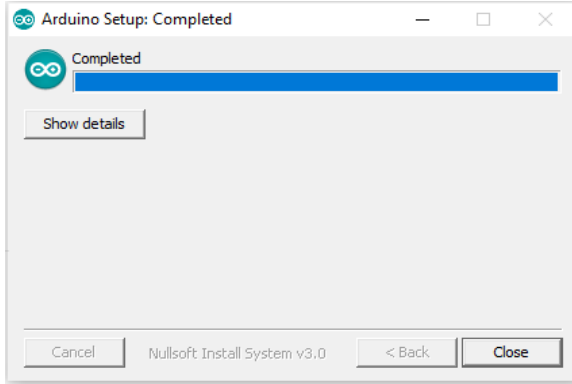 Arduino Setup: Completed
Completed
Show details
Cancel Nullsoft Install System v3.0 < Back Close